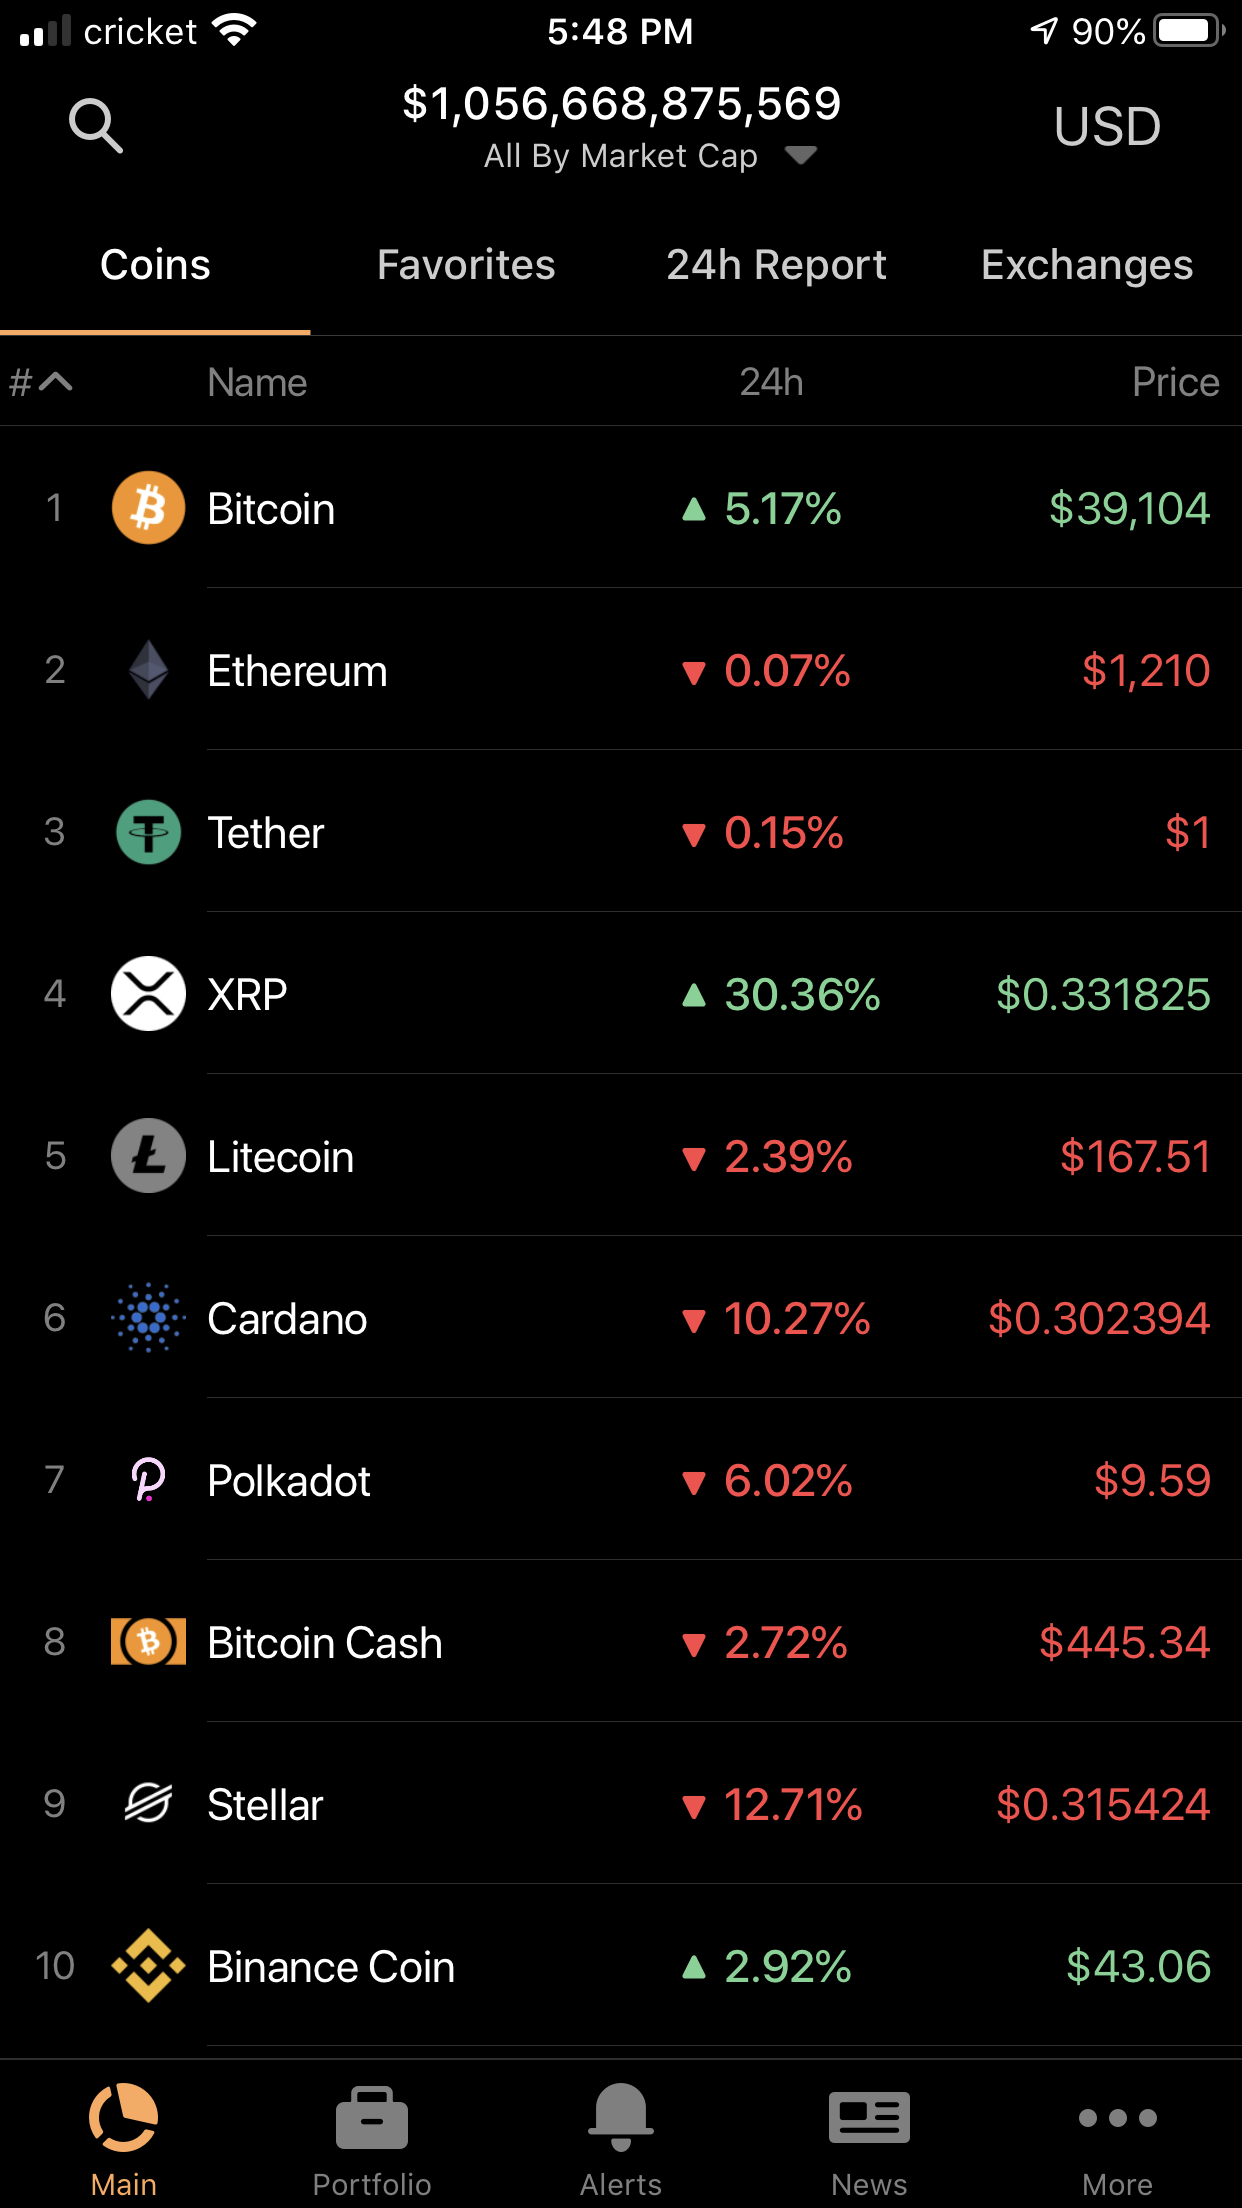 cricket 5:48 PM 90%
$1,056,668,875,569
All By Market Cap
USD
Coins Favorites 24h Report Exchanges
# Name 24h Price
1 Bitcoin ▲ 5.17% $39,104
2 Ethereum ▼ 0.07% $1,210
3 Tether ▼ 0.15% $1
4 XRP ▲ 30.36% $0.331825
5 Litecoin ▼ 2.39% $167.51
6 Cardano ▼ 10.27% $0.302394
7 Polkadot ▼ 6.02% $9.59
8 Bitcoin Cash ▼ 2.72% $445.34
9 Stellar ▼ 12.71% $0.315424
10 Binance Coin ▲ 2.92% $43.06
Main Portfolio Alerts News More